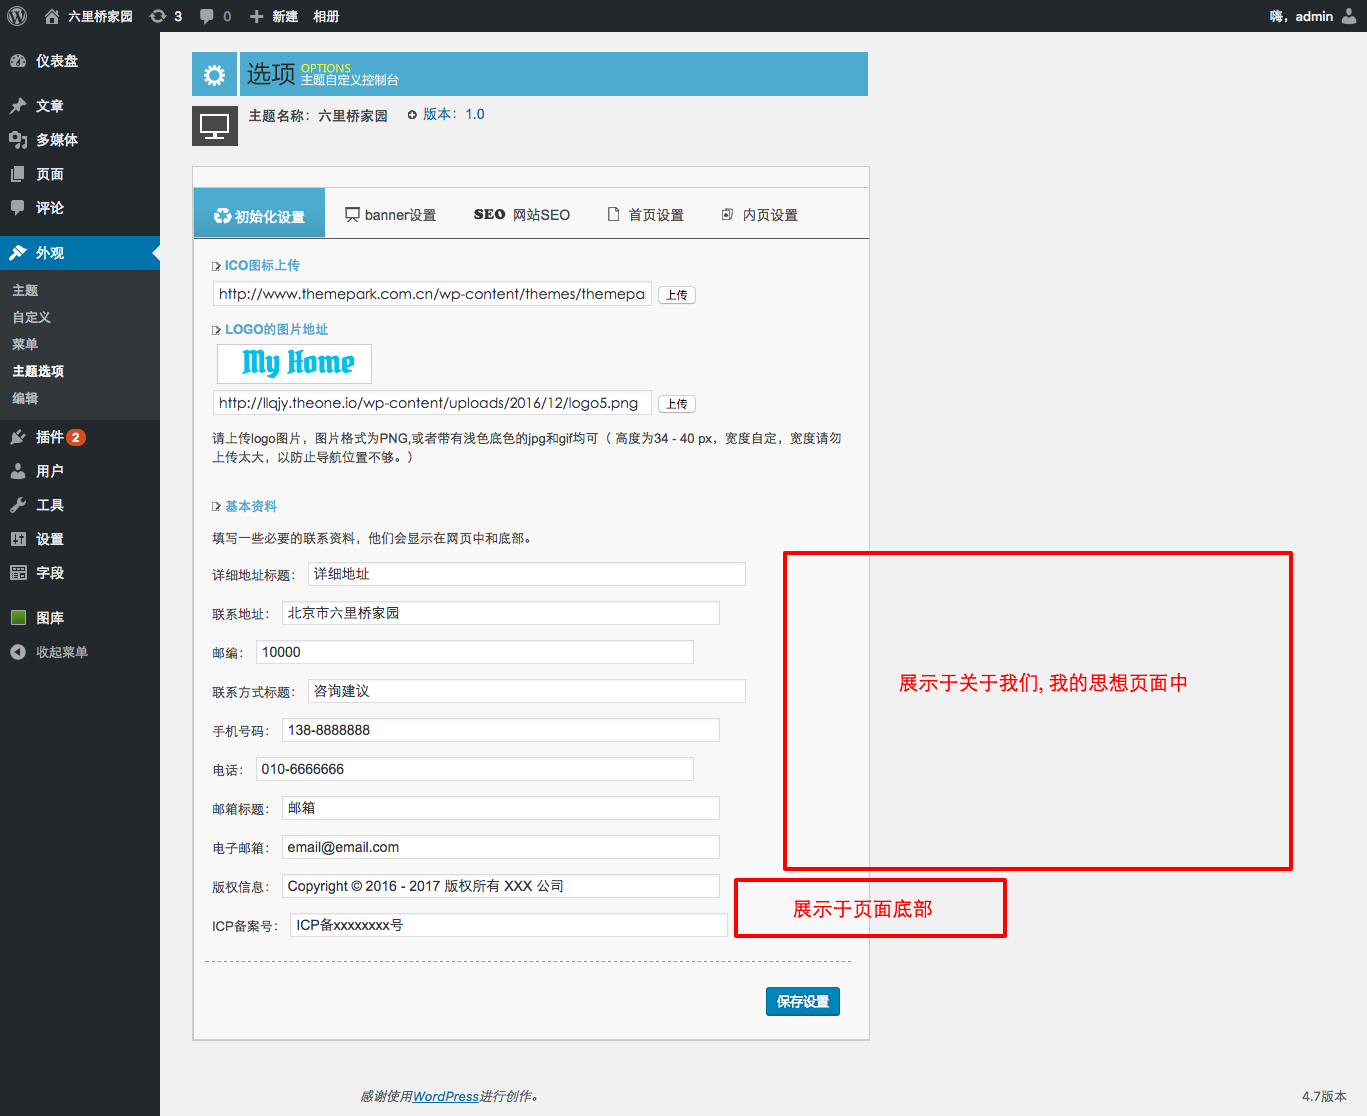 六里桥家园 3 0 新建 相册 嗨，admin
仪表盘
文章
多媒体
页面
评论
外观
主题
自定义
菜单
主题选项
编辑
插件 2
用户
工具
设置
字段
图库
收起菜单
选项 OPTIONS
主题自定义控制台
主题名称：六里桥家园 版本：1.0
初始化设置 banner设置 SEO 网站SEO 首页设置 内页设置
ICO图标上传
http://www.themepark.com.cn/wp-content/themes/themepa 上传
LOGO的图片地址
My Home
http://llqjy.theone.io/wp-content/uploads/2016/12/logo5.png 上传
请上传logo图片，图片格式为PNG,或者带有浅色底色的jpg和gif均可（ 高度为34 - 40 px，宽度自定，宽度请勿
上传太大，以防止导航位置不够。）
基本资料
填写一些必要的联系资料，他们会显示在网页中和底部。
详细地址标题： 详细地址
联系地址： 北京市六里桥家园
邮编： 10000
联系方式标题： 咨询建议
手机号码： 138-8888888
电话： 010-6666666
邮箱标题： 邮箱
电子邮箱： email@email.com
版权信息： Copyright © 2016 - 2017 版权所有 XXX 公司
ICP备案号： ICP备xxxxxxxx号
展示于关于我们, 我的思想页面中
展示于页面底部
保存设置
感谢使用WordPress进行创作。 4.7版本